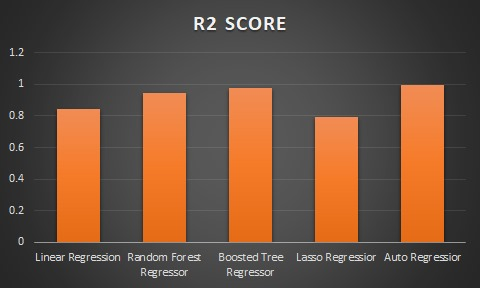 R2 SCORE
1.2
1
0.8
0.6
0.4
0.2
0
Linear Regression
Random Forest
Regressor
Boosted Tree
Regressor
Lasso Regressior
Auto Regressior